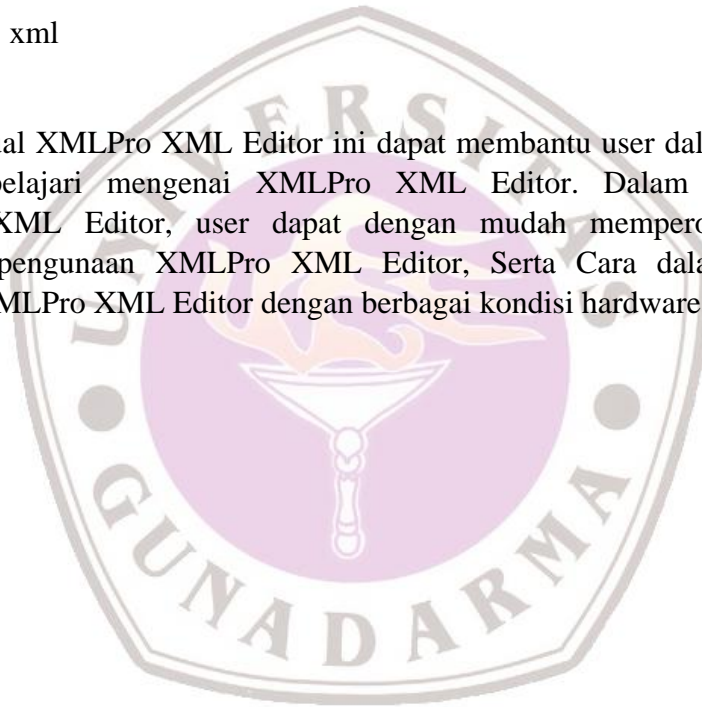 xml
ual XMLPro XML Editor ini dapat membantu user dal
pelajari mengenai XMLPro XML Editor. Dalam
XML Editor, user dapat dengan mudah mempero
pengunaan XMLPro XML Editor, Serta Cara dala
MLPro XML Editor dengan berbagai kondisi hardware
UNIVERSITAS
GUNADARMA